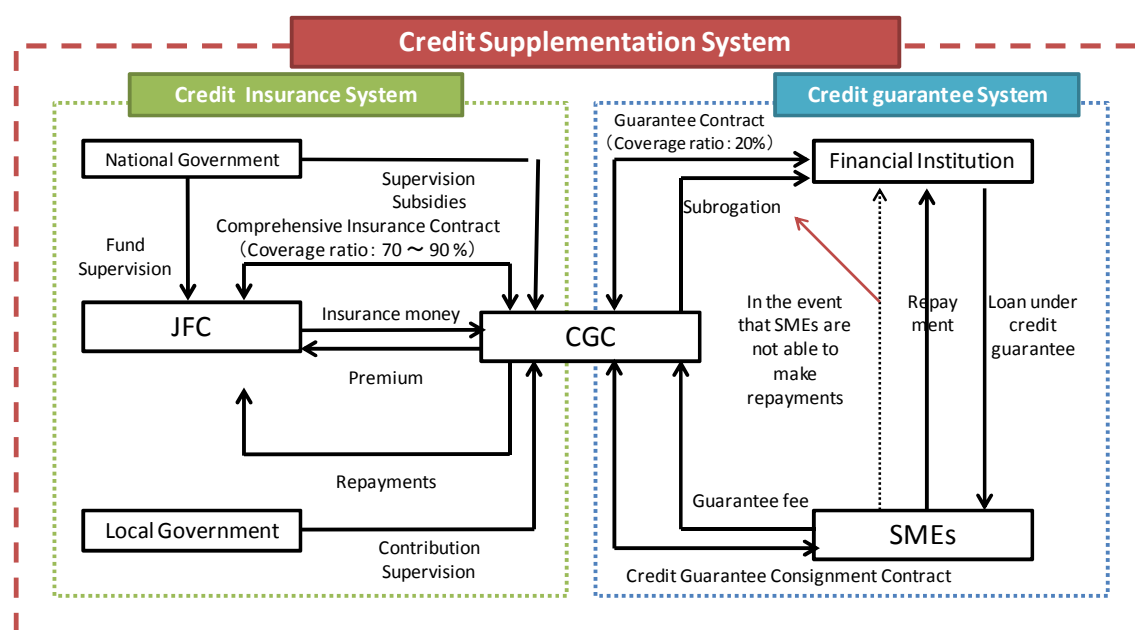 Credit Supplementation System
Credit Insurance System
Credit guarantee System
National Government
Supervision
Subsidies
Fund
Supervision
Comprehensive Insurance Contract
（Coverage ratio : 70 ～ 90 %）
JFC
Insurance money
Premium
CGC
Repayments
Local Government
Contribution
Supervision
Guarantee Contract
（Coverage ratio : 20%）
Financial Institution
Subrogation
In the event
that SMEs are
not able to
make
repayments
Repay
ment
Loan under
credit
guarantee
Guarantee fee
SMEs
Credit Guarantee Consignment Contract